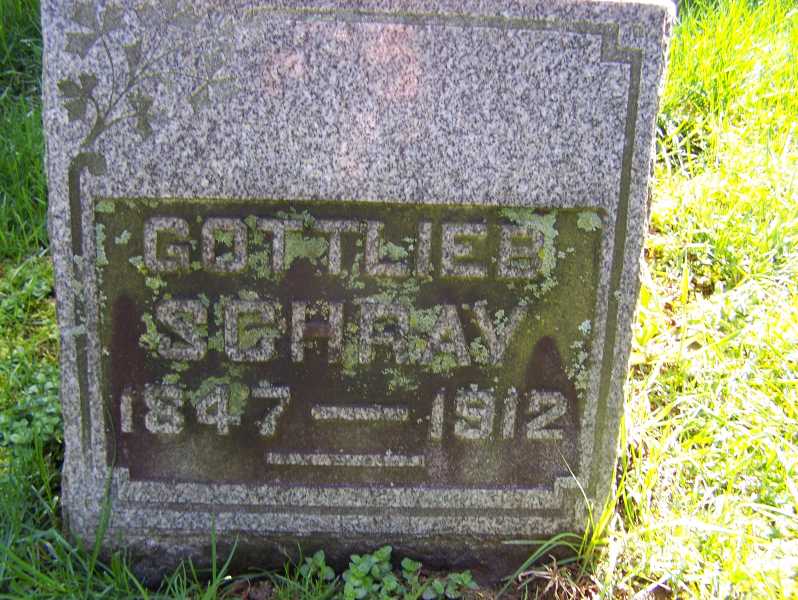 GOTTLIEB
SCHRAY
1847 — 1912